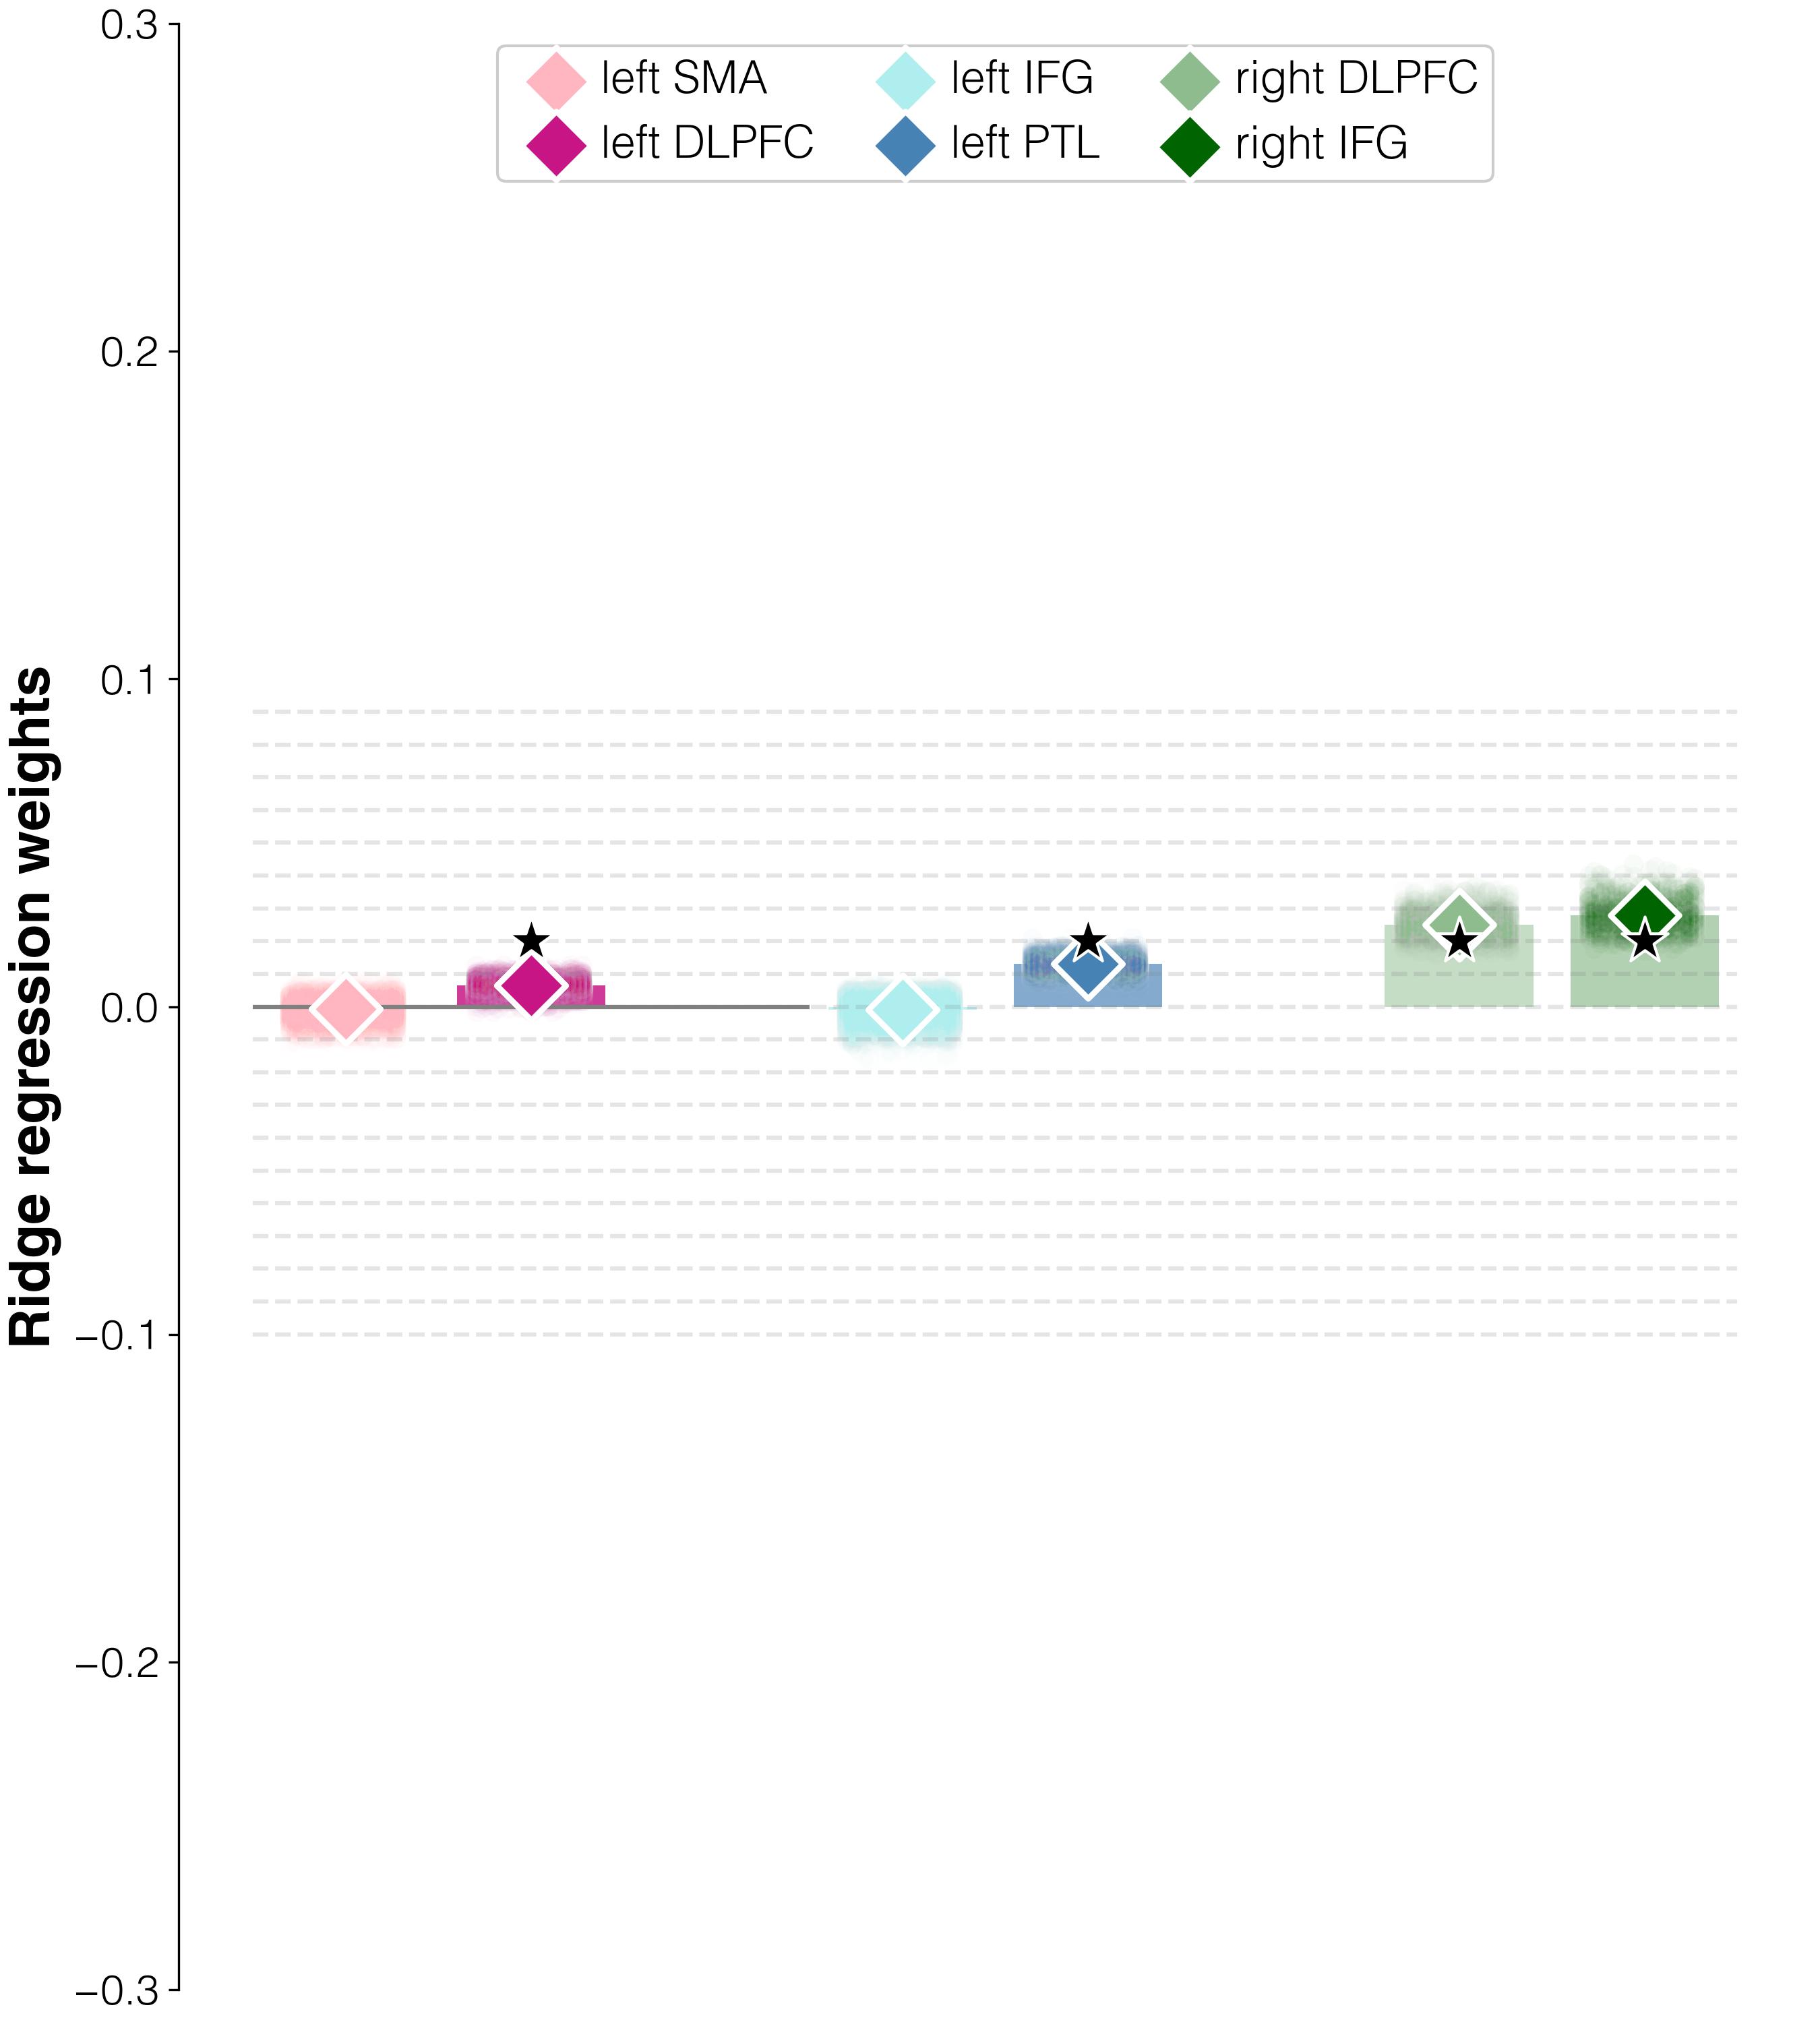 0.3
left SMA
left IFG
right DLPFC
left DLPFC
left PTL
right IFG
0.2
0.1
0.0
−0.1
−0.2
−0.3
Ridge regression weights